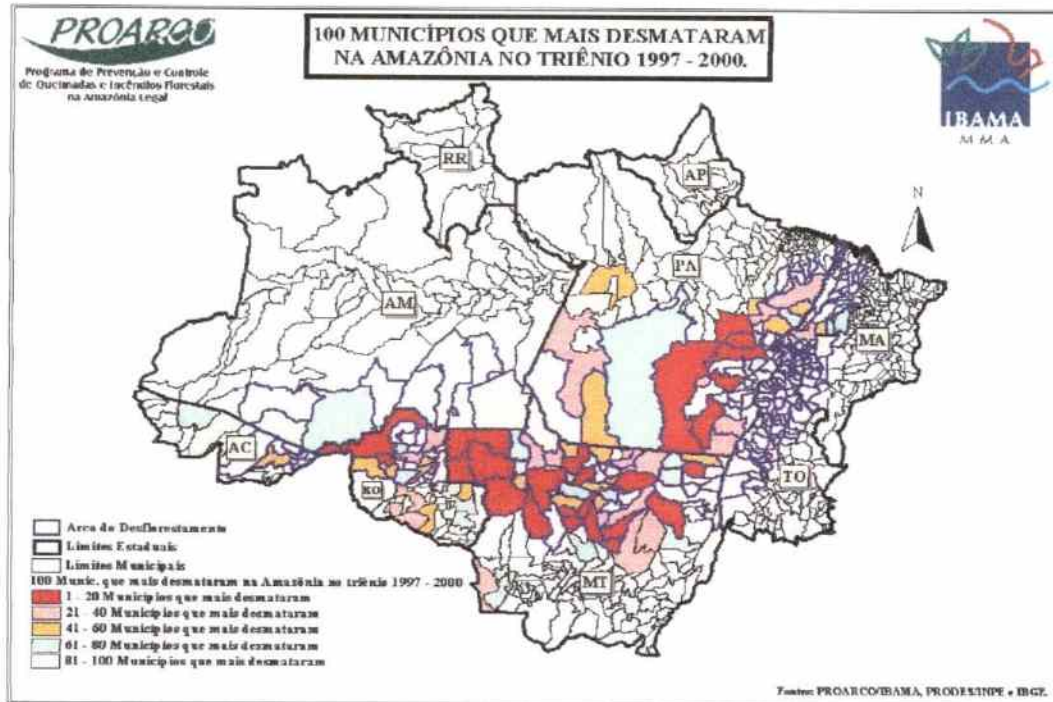 PROARCO
Programa de Prevenção e Controle
de Queimadas e Incêndios Florestais
na Amazônia Legal
100 MUNICÍPIOS QUE MAIS DESMATARAM
NA AMAZÔNIA NO TRIÊNIO 1997 - 2000.
IBAMA
M M A
N
RR
AP
PA
AM
MA
AC
RO
TO
MT
Arco do Desflorestamento
Limites Estaduais
Limites Municipais
100 Munic. que mais desmataram na Amazônia no triênio 1997 - 2000
1 - 20 Municípios que mais desmataram
21 - 40 Municípios que mais desmataram
41 - 60 Municípios que mais desmataram
61 - 80 Municípios que mais desmataram
81 - 100 Municípios que mais desmataram
Fontes: PROARCO/IBAMA, PRODES/INPE e IBGE.